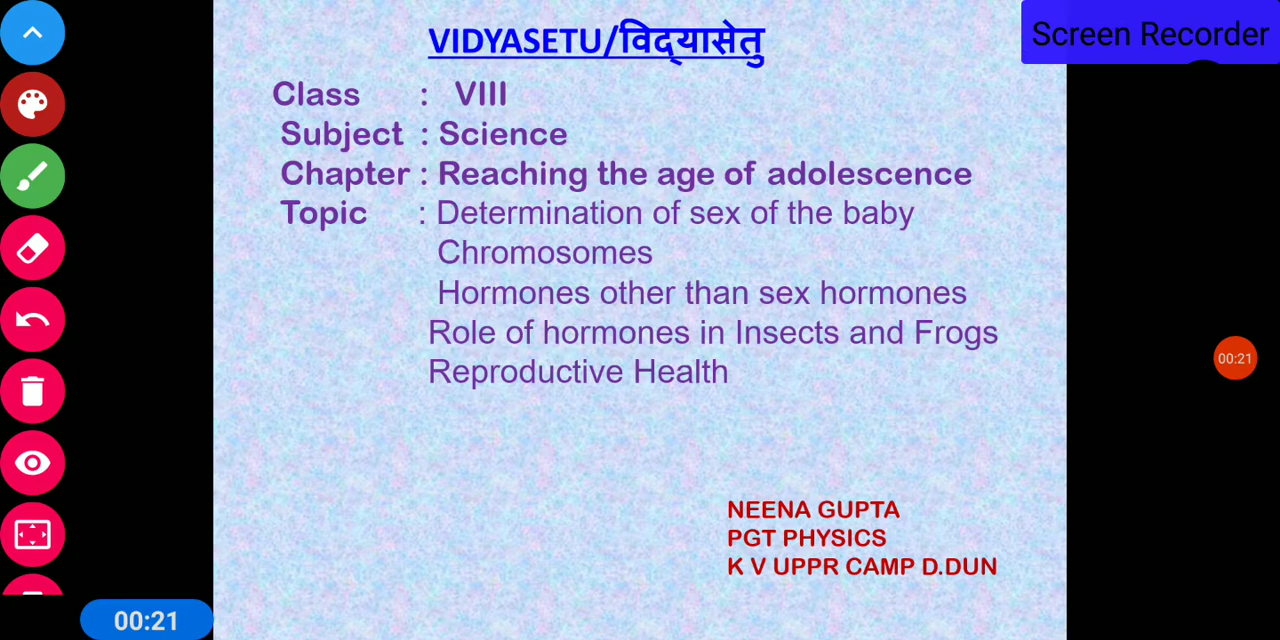 VIDYASETU/विद्यासेतु
Screen Recorder
Class : VIII
Subject : Science
Chapter : Reaching the age of adolescence
Topic : Determination of sex of the baby
Chromosomes
Hormones other than sex hormones
Role of hormones in Insects and Frogs
Reproductive Health
00:21
NEENA GUPTA
PGT PHYSICS
K V UPPR CAMP D.DUN
00:21